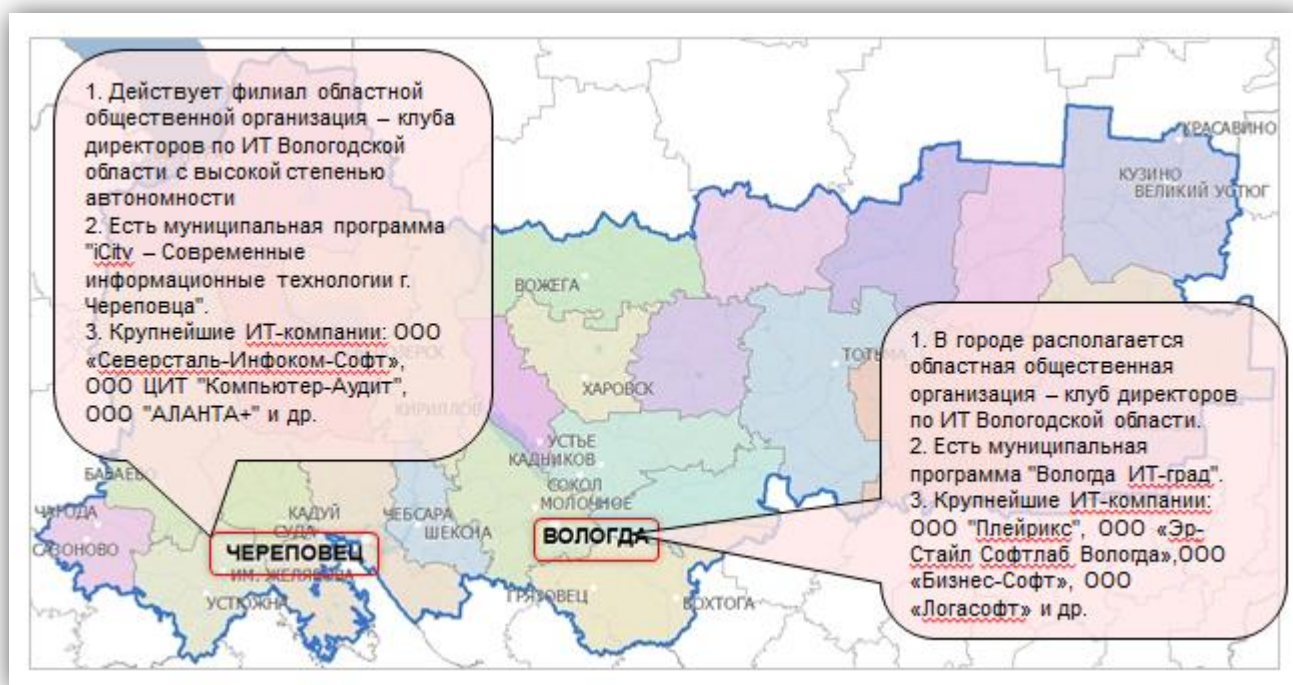 1. Действует филиал областной
общественной организация – клуба
директоров по ИТ Вологодской
области с высокой степенью
автономности
2. Есть муниципальная программа
"iCity – Современные
информационные технологии г.
Череповца".
3. Крупнейшие ИТ-компании: ООО
«Северсталь-Инфоком-Софт»,
ООО ЦИТ "Компьютер-Аудит",
ООО "АЛАНТА+" и др.
КРАСАВИНО
КУЗИНО
ВЕЛИКИЙ УСТЮГ
ВОЖЕГА
ТОТЬМА
ХАРОВСК
КИРИЛЛОВ
1. В городе располагается
областная общественная
организация – клуб директоров
по ИТ Вологодской области.
2. Есть муниципальная
программа "Вологда ИТ-град".
3. Крупнейшие ИТ-компании:
ООО "Плейрикс", ООО «Эр-
Стайл Софтлаб Вологда»,ООО
«Бизнес-Софт», ООО
«Логасофт» и др.
УСТЬЕ
КАДНИКОВ
БАБАЕВО
СОКОЛ
МОЛОЧНОЕ
ЧАГОДА
КАДУЙ
СУДА
ЧЕБСАРА
ШЕКСНА
САЗОНОВО
ЧЕРЕПОВЕЦ
ВОЛОГДА
ИМ. ЖЕЛЯБОВА
УСТЮЖНА
ГРЯЗОВЕЦ
ВОХТОГА